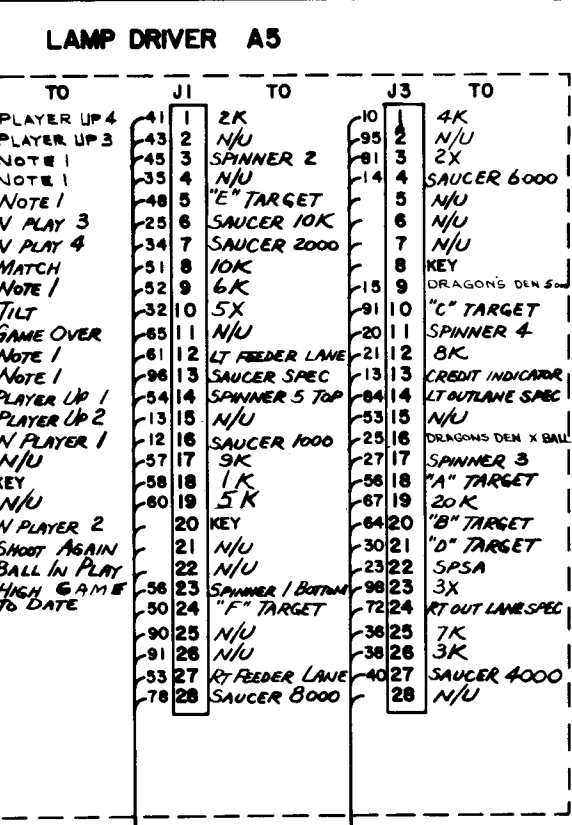 LAMP DRIVER A5
TO J1 TO J3 TO
PLAYER UP 4 41 1 2K 10 1 4K
PLAYER UP 3 43 2 N/U 95 2 N/U
NOTE 1 45 3 SPINNER 2 81 3 2X
NOTE 1 35 4 N/U 14 4 SAUCER 6000
NOTE 1 48 5 "E" TARGET 5 N/U
N PLAY 3 25 6 SAUCER 10K 6 N/U
N PLAY 4 34 7 SAUCER 2000 7 N/U
MATCH 51 8 10K 8 KEY
NOTE 1 52 9 6K 15 9 DRAGON'S DEN
TILT 32 10 5X 91 10 "C" TARGET
GAME OVER 65 11 N/U 20 11 SPINNER 4
NOTE 1 61 12 LT FEEDER LANE 21 12 8K
NOTE 1 96 13 SAUCER SPEC 13 13 CREDIT INDICATOR
PLAYER UP 1 54 14 SPINNER 5 TOP 84 14 LT OUTLANE SPEC
PLAYER UP 2 13 15 N/U 53 15 N/U
N PLAYER 1 12 16 SAUCER 1000 25 16 DRAGONS DEN X BALL
N/U 57 17 9K 27 17 SPINNER 3
KEY 58 18 1K 56 18 "A" TARGET
N/U 60 19 5K 67 19 20K
N PLAYER 2 20 KEY 64 20 "B" TARGET
SHOOT AGAIN 21 N/U 30 21 "D" TARGET
BALL IN PLAY 22 N/U 23 22 SPSA
HIGH GAME 56 23 SPINNER 1 BOTTOM 98 23 3X
TO DATE 50 24 "F" TARGET 72 24 RT OUT LANE SPEC
90 25 N/U 36 25 7K
91 26 N/U 38 26 3K
53 27 RT FEEDER LANE 40 27 SAUCER 4000
78 28 SAUCER 8000 28 N/U